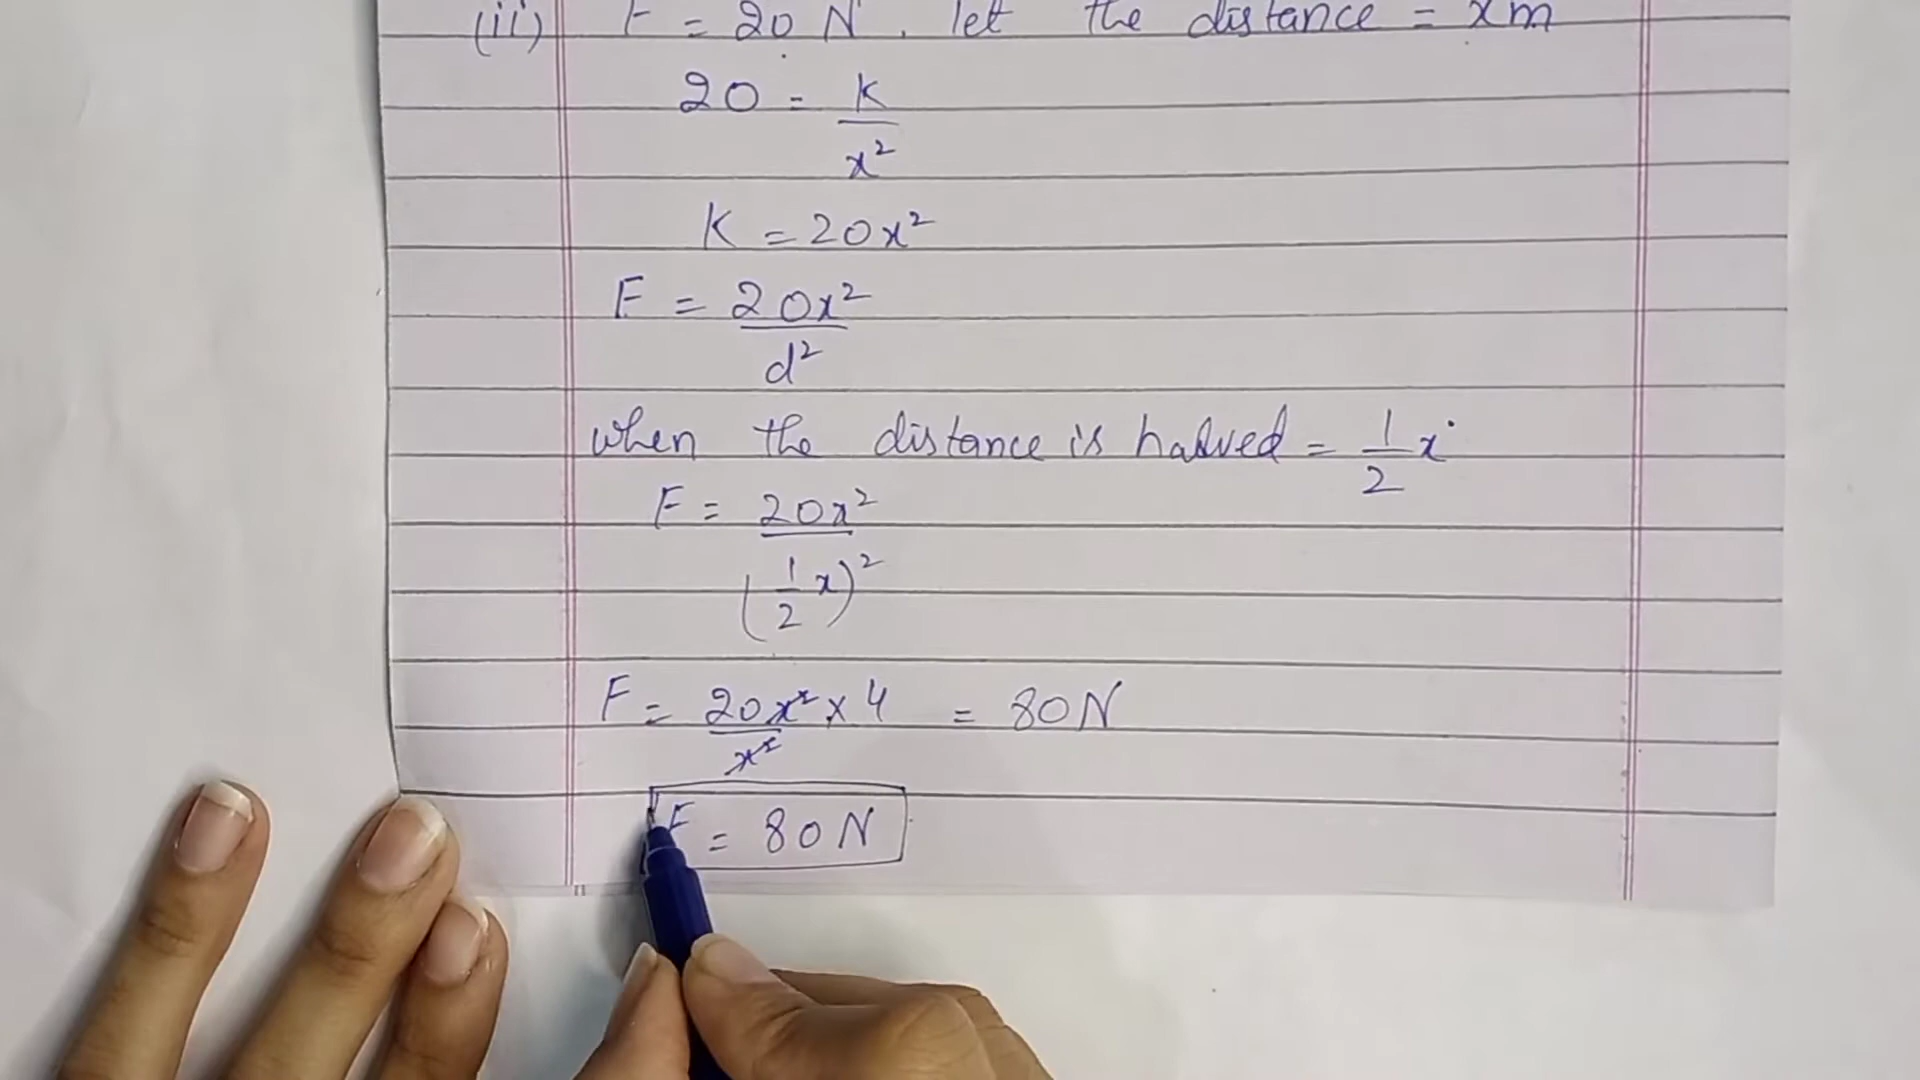 (ii) F = 20 N. let the distance = x m
20 = k / x²
K = 20x²
F = 20x² / d²
when the distance is halved = 1/2 x
F = 20x² / (1/2 x)²
F = 20x² × 4 / x² = 80 N
F = 80 N